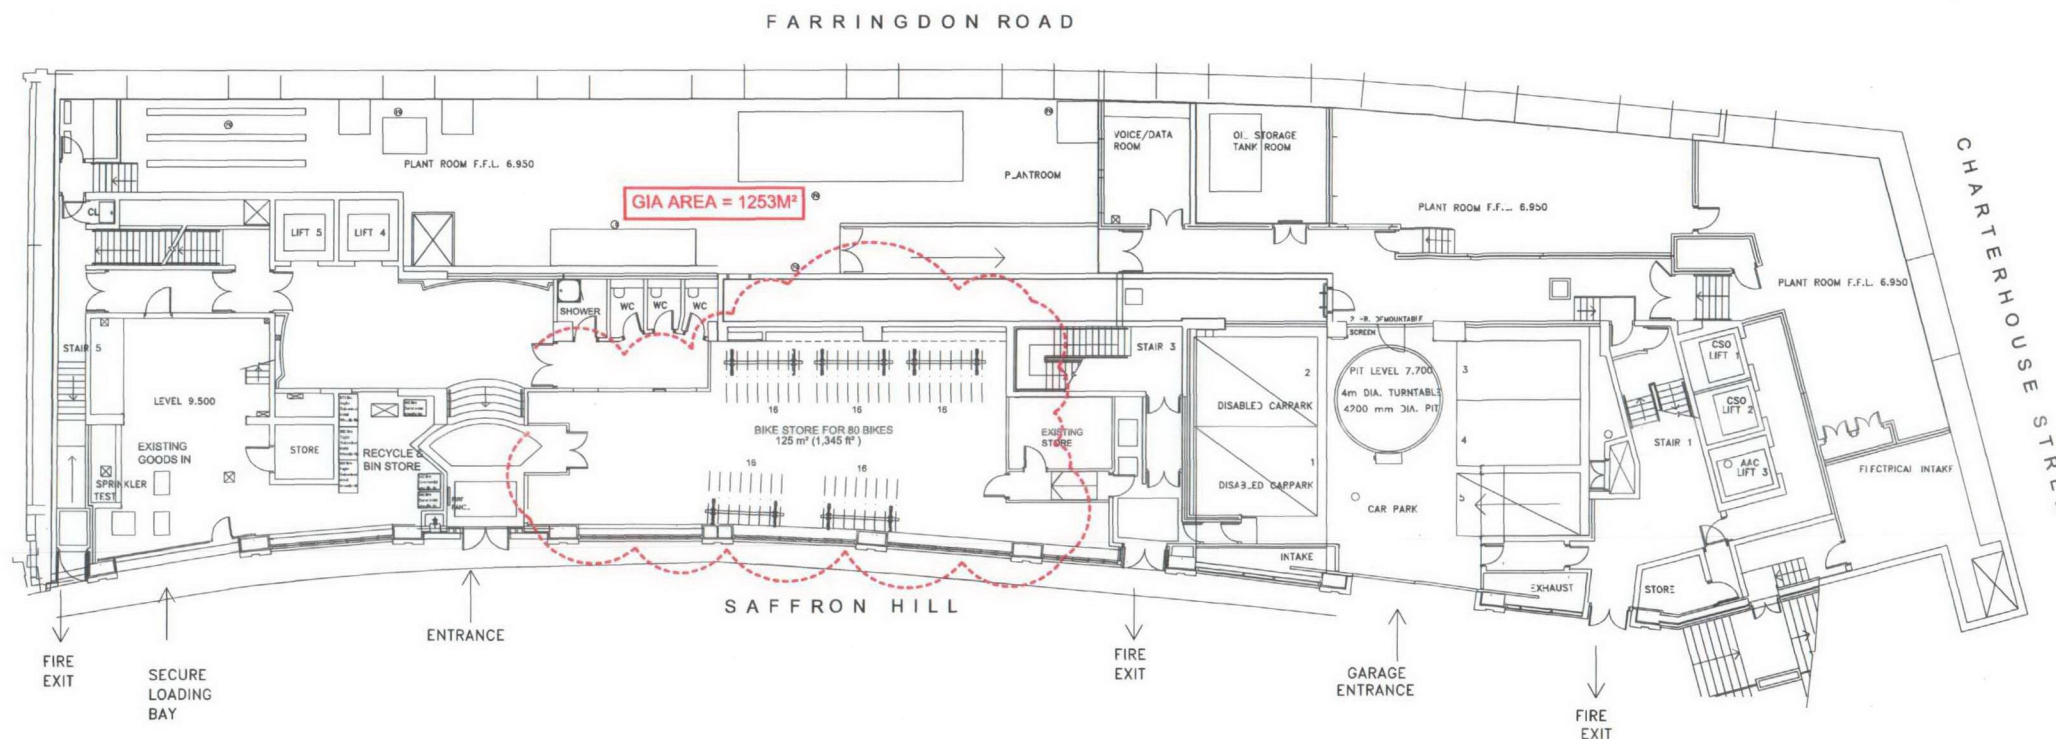 FARRINGDON ROAD
PLANT ROOM F.F.L. 6.950
GIA AREA = 1253M²
PLANTROOM
VOICE/DATA
ROOM
OIL STORAGE
TANK ROOM
PLANT ROOM F.F.L. 6.950
PLANT ROOM F.F.L. 6.950
CHARTERHOUSE STREE
CL
LIFT 5
LIFT 4
SHOWER
WC
WC
WC
STAIR 5
LEVEL 9.500
EXISTING
GOODS IN
SPRINKLER
TEST
STORE
RECYCLE &
BIN STORE
16
16
16
BIKE STORE FOR 80 BIKES
125 m² (1,345 ft²)
16
16
EXISTING
STORE
STAIR 3
DEMOUNTABLE
SCREEN
2
DISABLED CARPARK
1
DISABLED CARPARK
PIT LEVEL 7.700
4m DIA. TURNTABLE
4200 mm DIA. PIT
3
4
5
CAR PARK
INTAKE
EXHAUST
STORE
STAIR 1
CSO
LIFT 1
CSO
LIFT 2
AAC
LIFT 3
ELECTRICAL INTAKE
SAFFRON HILL
FIRE
EXIT
SECURE
LOADING
BAY
ENTRANCE
FIRE
EXIT
GARAGE
ENTRANCE
FIRE
EXIT